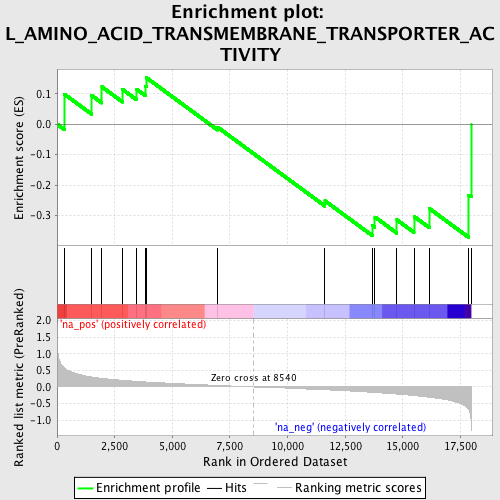 Enrichment plot:
L_AMINO_ACID_TRANSMEMBRANE_TRANSPORTER_AC
TIVITY
Enrichment score (ES)
0.1
0.0
-0.1
-0.2
-0.3
'na_pos' (positively correlated)
Ranked list metric (PreRanked)
2.0
1.5
1.0
0.5
0.0
-0.5
-1.0
Zero cross at 8540
'na_neg' (negatively correlated)
0 2,500 5,000 7,500 10,000 12,500 15,000 17,500
Rank in Ordered Dataset
Enrichment profile Hits Ranking metric scores